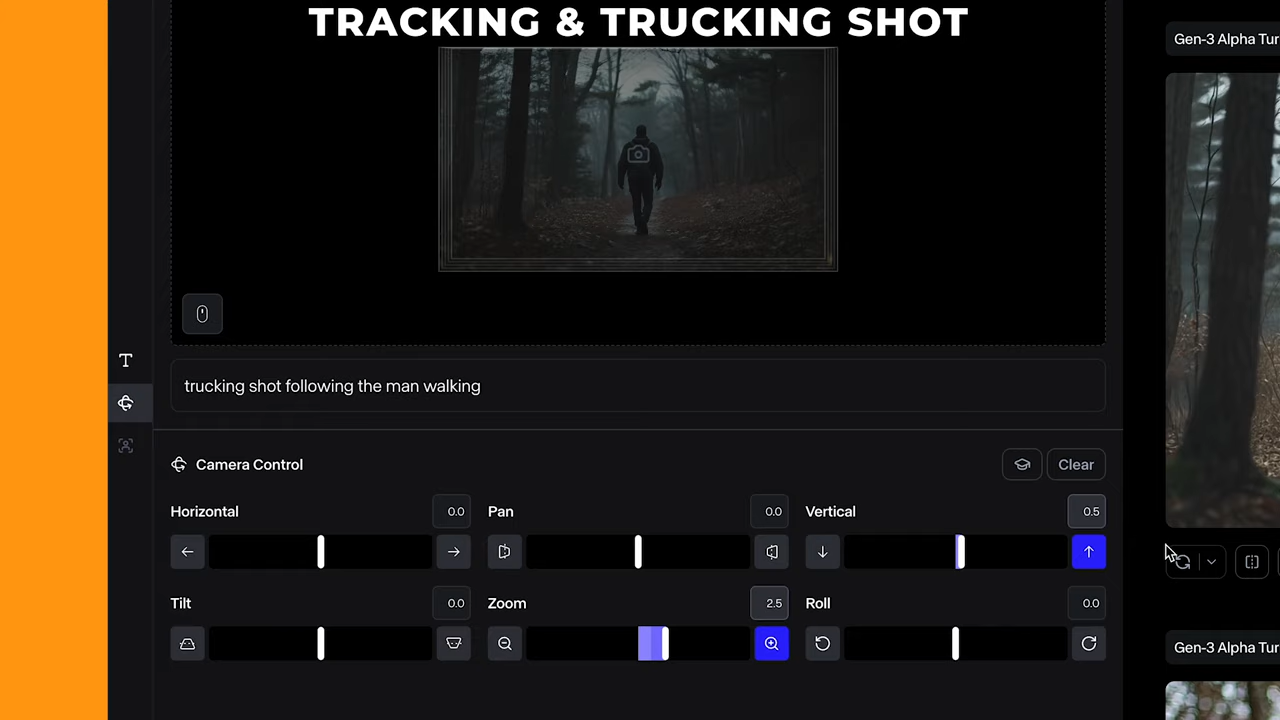 TRACKING & TRUCKING SHOT
Gen-3 Alpha Tur
T
trucking shot following the man walking
Camera Control
Clear
Horizontal 0.0
Pan 0.0
Vertical 0.5
Tilt 0.0
Zoom 2.5
Roll 0.0
Gen-3 Alpha Tur